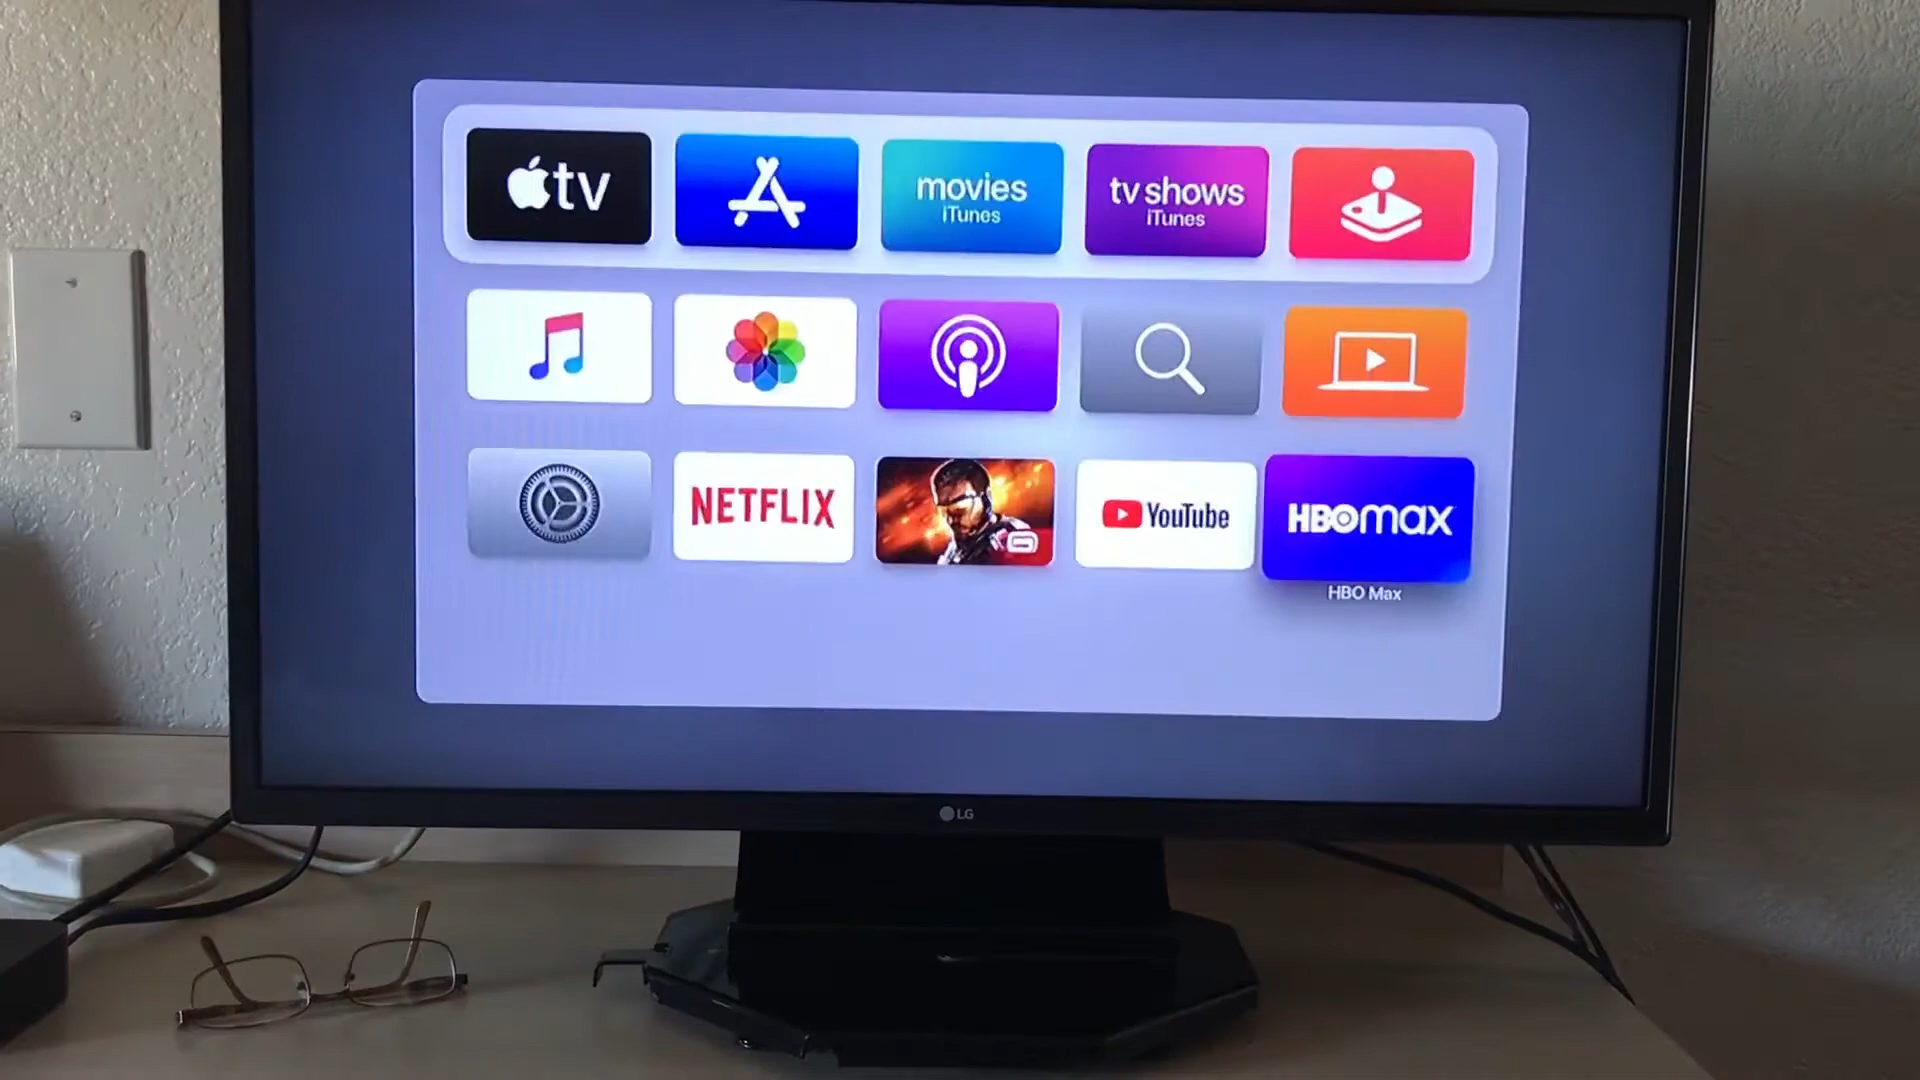 tv
movies
iTunes
tv shows
iTunes
NETFLIX
YouTube
HBOmax
HBO Max
LG